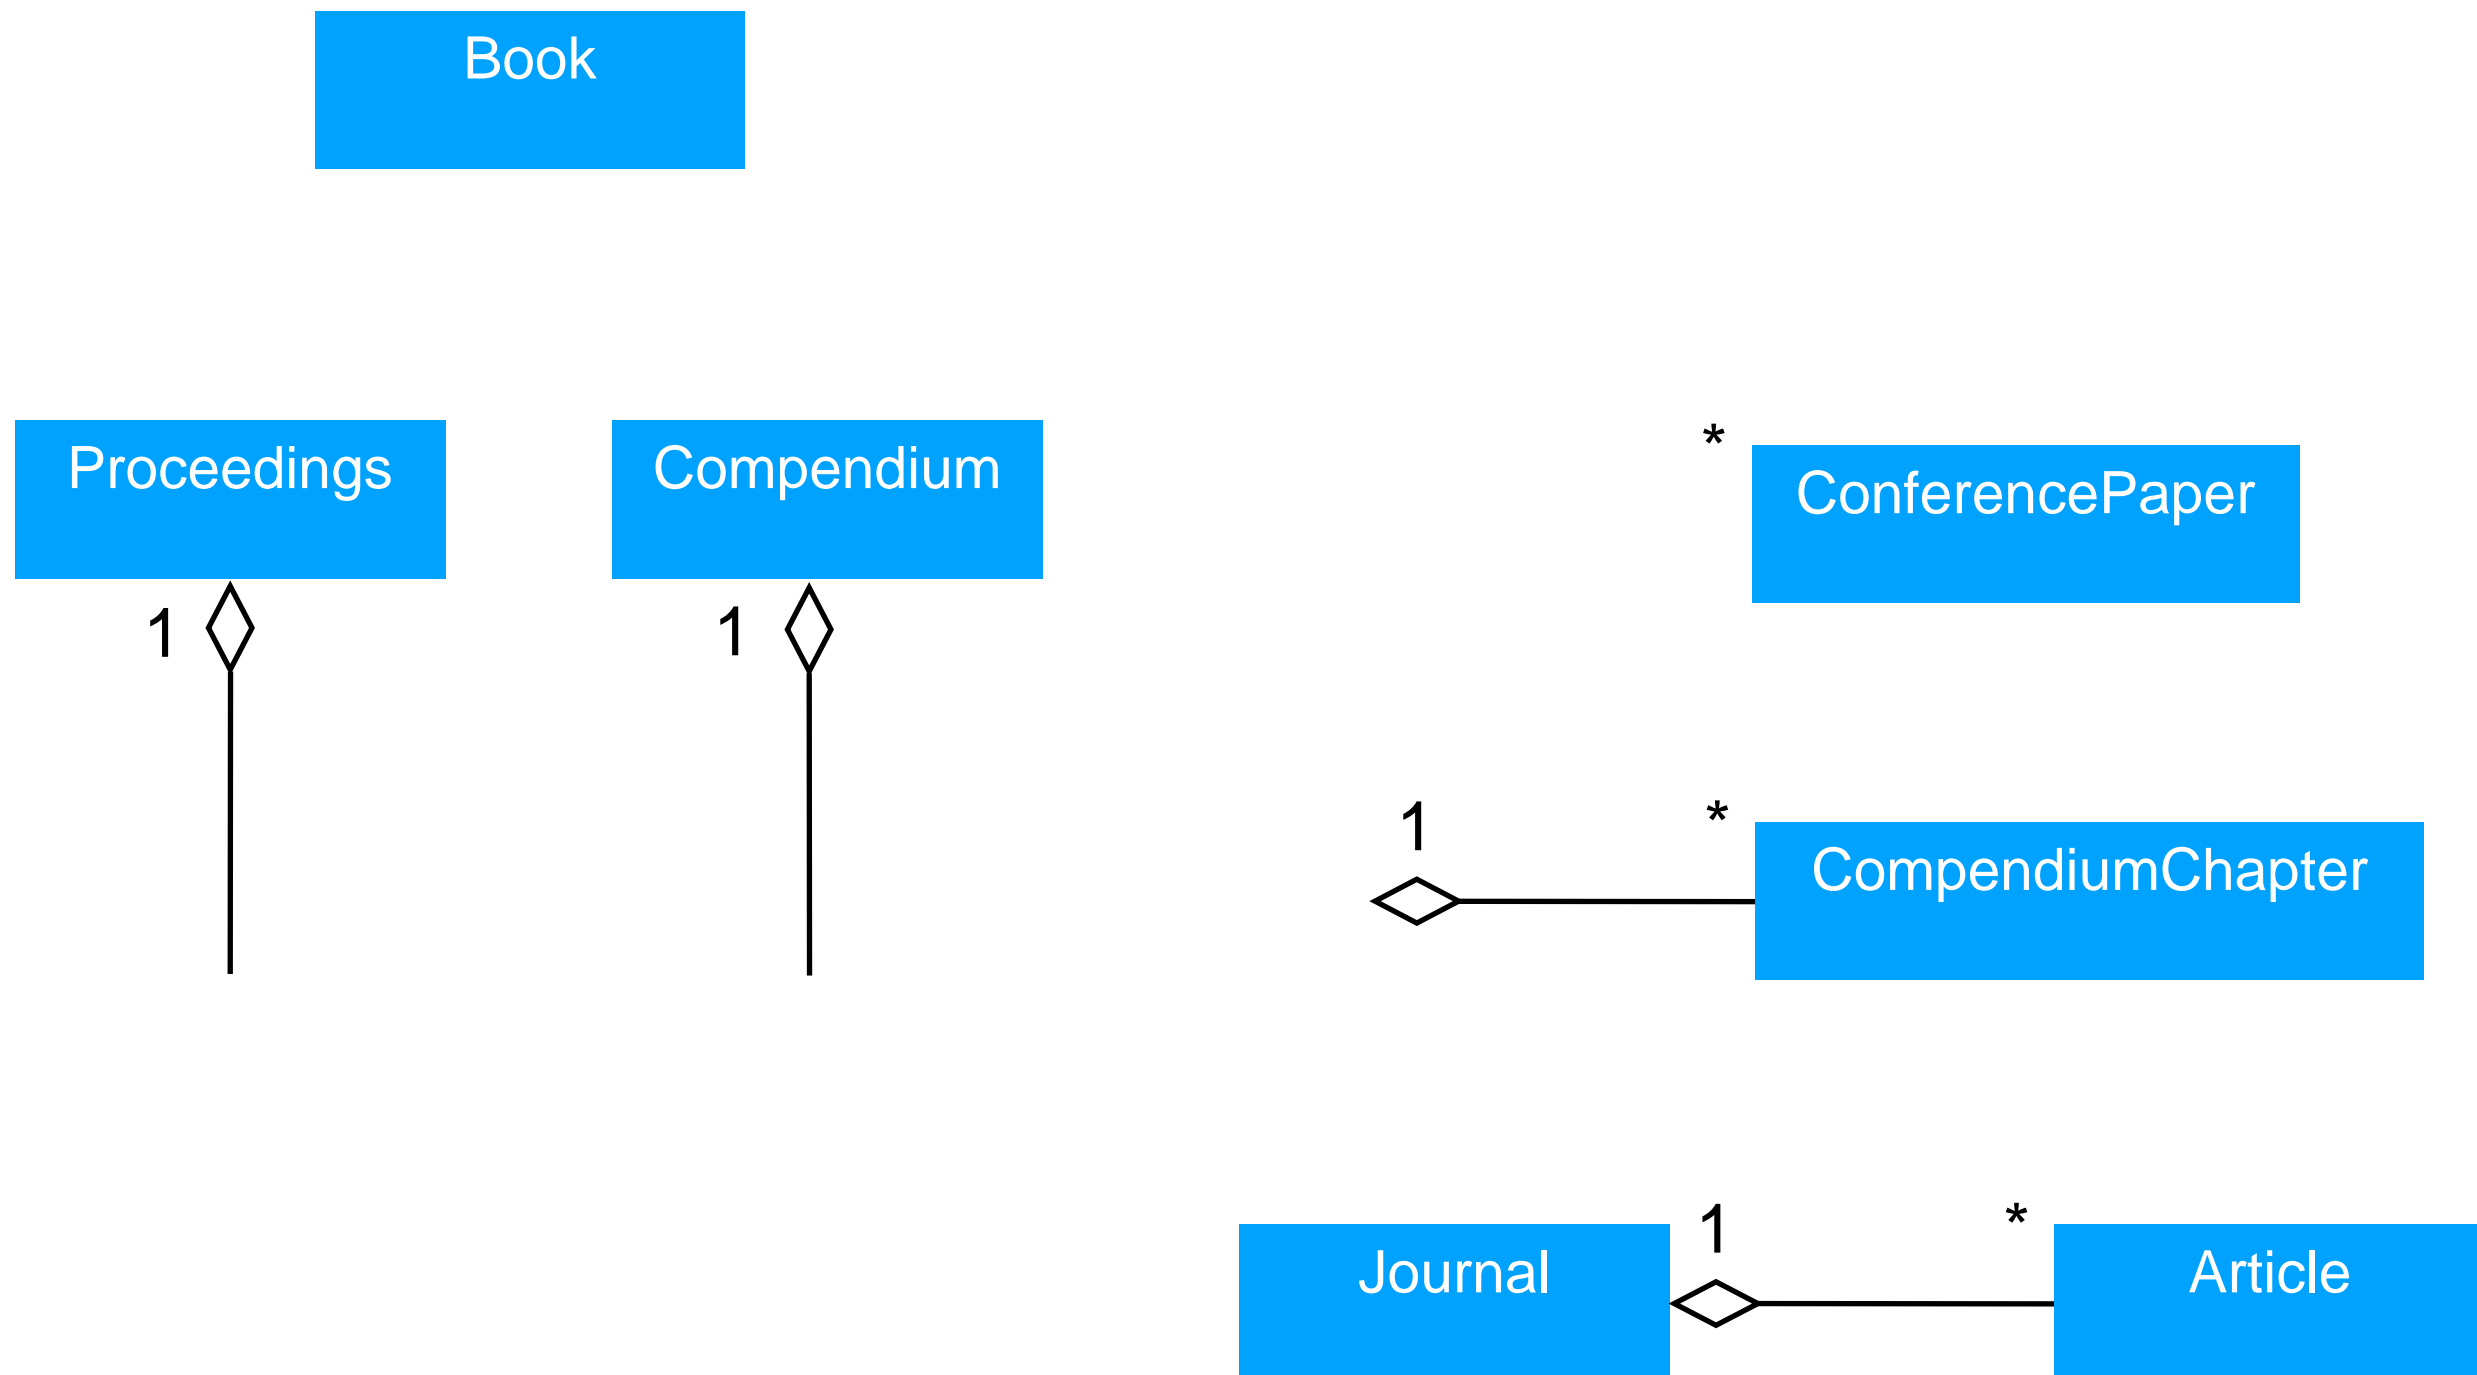 Book
Proceedings
Compendium
*
ConferencePaper
1
1
1
*
CompendiumChapter
1
*
Journal
Article